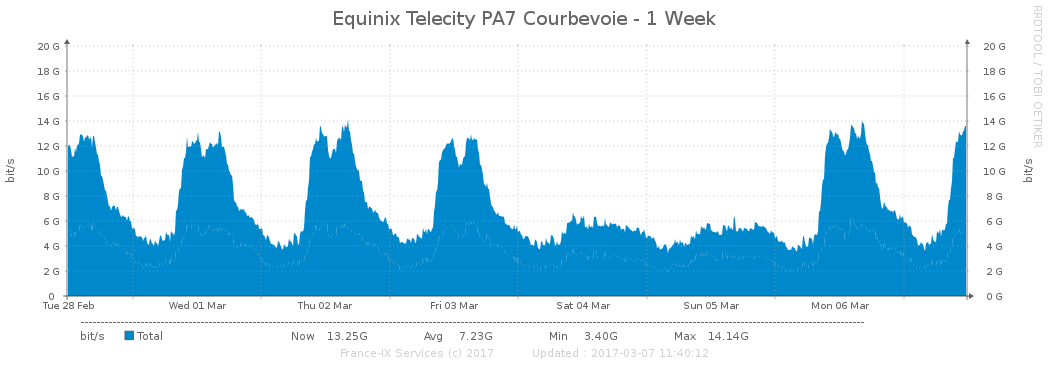 Equinix Telecity PA7 Courbevoie - 1 Week
RRDTOOL / TOBI OETIKER
bit/s
20 G
18 G
16 G
14 G
12 G
10 G
8 G
6 G
4 G
2 G
0
20 G
18 G
16 G
14 G
12 G
10 G
8 G
6 G
4 G
2 G
0 G
bit/s
Tue 28 Feb Wed 01 Mar Thu 02 Mar Fri 03 Mar Sat 04 Mar Sun 05 Mar Mon 06 Mar
bit/s Total Now 13.25G Avg 7.23G Min 3.40G Max 14.14G
France-IX Services (c) 2017 Updated : 2017-03-07 11:40:12